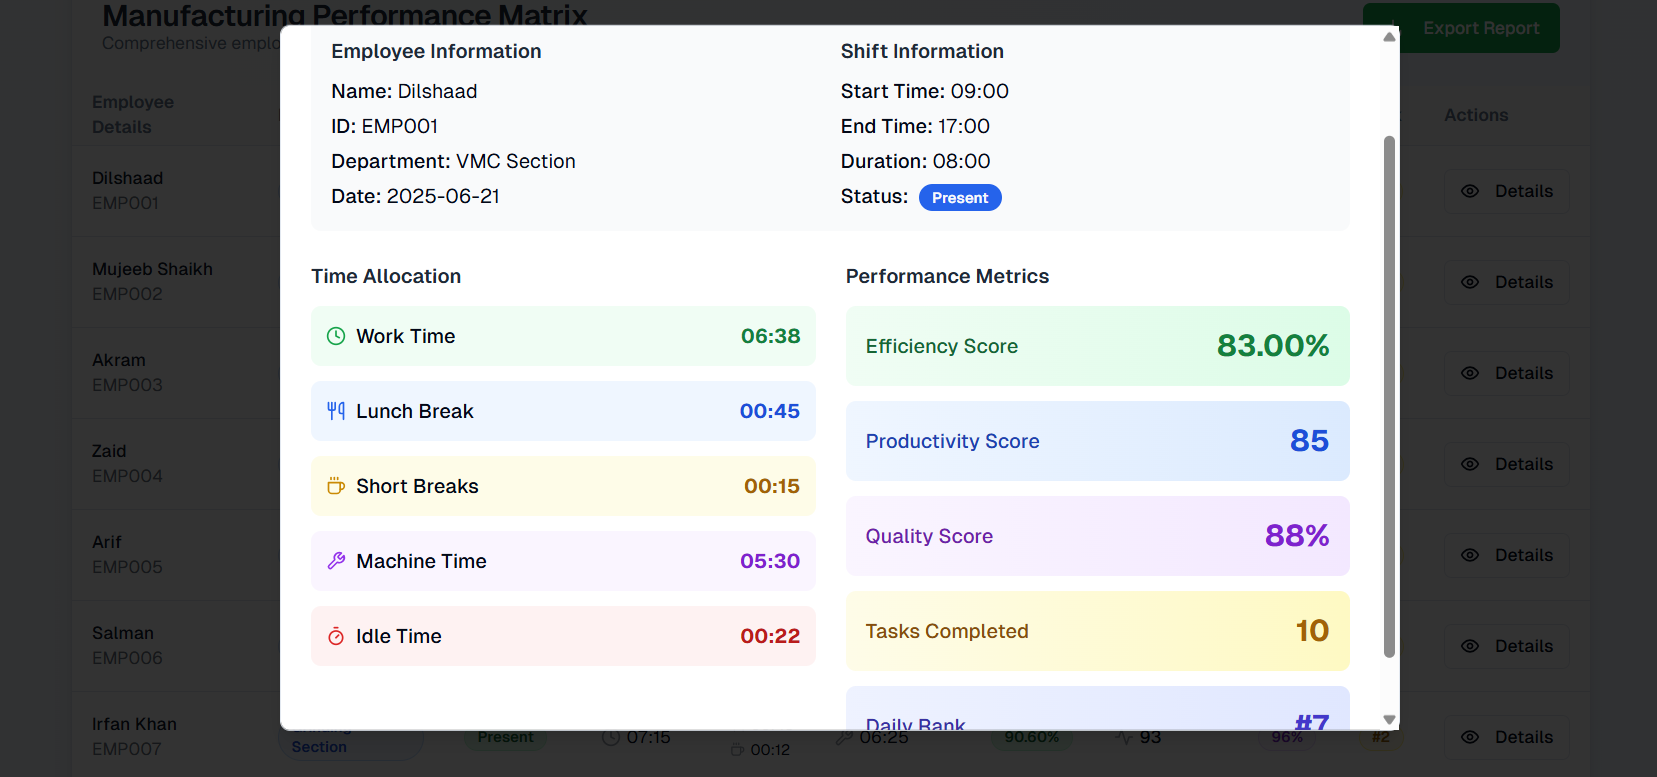 Manufacturing Performance Matrix
Comprehensive emplo
Export Report
Employee
Details
Actions
Dilshaad
EMP001
Details
Mujeeb Shaikh
EMP002
Details
Akram
EMP003
Details
Zaid
EMP004
Details
Arif
EMP005
Details
Salman
EMP006
Details
Irfan Khan
EMP007
Section
Present
07:15
00:12
06:25
90.60%
93
96%
#2
Details
Employee Information
Name: Dilshaad
ID: EMP001
Department: VMC Section
Date: 2025-06-21
Shift Information
Start Time: 09:00
End Time: 17:00
Duration: 08:00
Status: Present
Time Allocation
Work Time 06:38
Lunch Break 00:45
Short Breaks 00:15
Machine Time 05:30
Idle Time 00:22
Performance Metrics
Efficiency Score 83.00%
Productivity Score 85
Quality Score 88%
Tasks Completed 10
Daily Rank #7